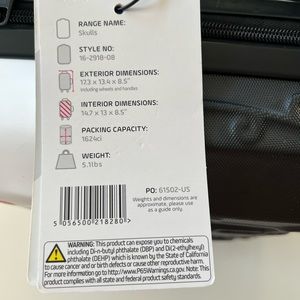 RANGE NAME:
Skulls
STYLE NO:
16-2918-08
EXTERIOR DIMENSIONS:
17.3 x 13.4 x 8.5"
including wheels and handles
INTERIOR DIMENSIONS:
14.7 x 13 x 8.5"
PACKING CAPACITY:
1624ci
WEIGHT:
5.1lbs
PO: 61502-US
Weights and dimensions are
approximate, please use
as a guide only.
5 056500 218280 >
WARNING: This product can expose you to chemicals
including Di-n-butyl phthalate (DBP) and Di(2-ethylhexyl)
phthalate (DEHP) which is known by the State of California
to cause cancer and or birth defects or cause other reproductive harm.
For more information go to http://www.P65Warnings.ca.gov. Note: This
product is compliant with all state and federal product safety standards.